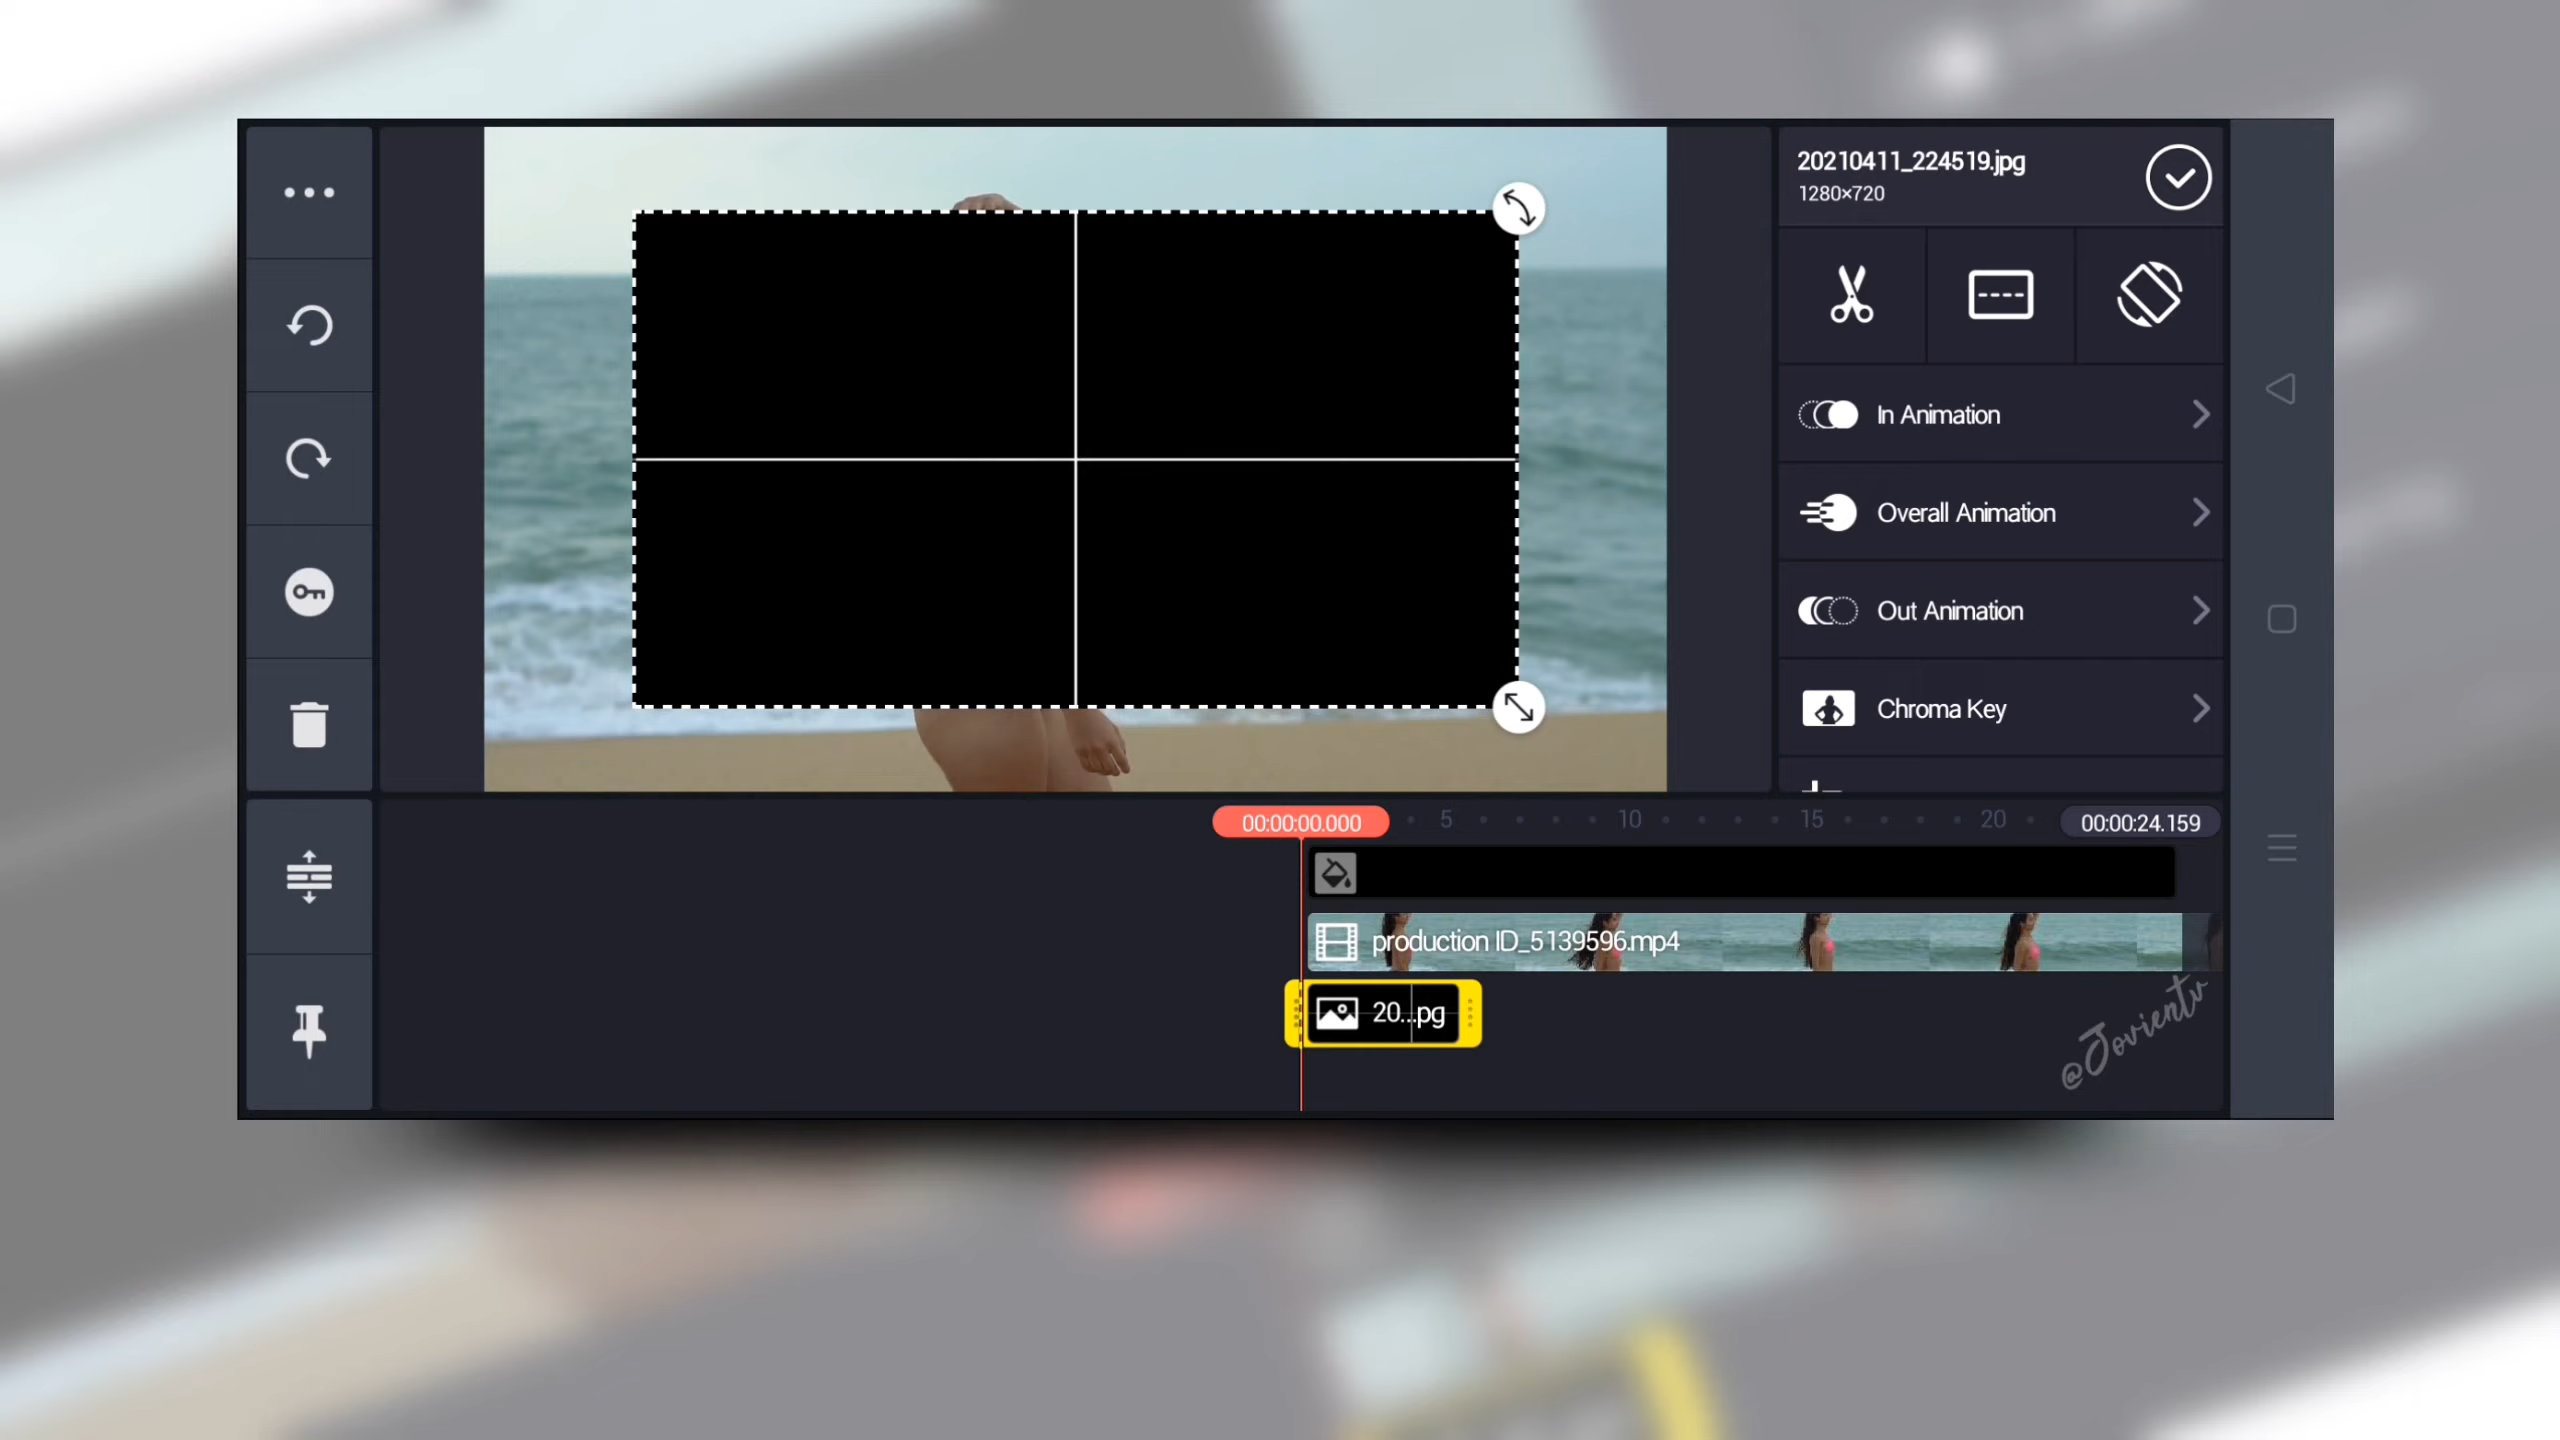 20210411_224519.jpg
1280×720
In Animation
Overall Animation
Out Animation
Chroma Key
00:00:00.000
5
10
15
20
00:00:24.159
production ID_5139596.mp4
20...pg
@Jovientv